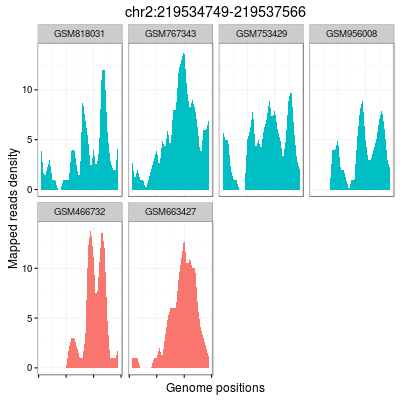 chr2:219534749-219537566
GSM818031 GSM767343 GSM753429 GSM956008
10
5
0
GSM466732 GSM663427
10
5
0
Mapped reads density
Genome positions